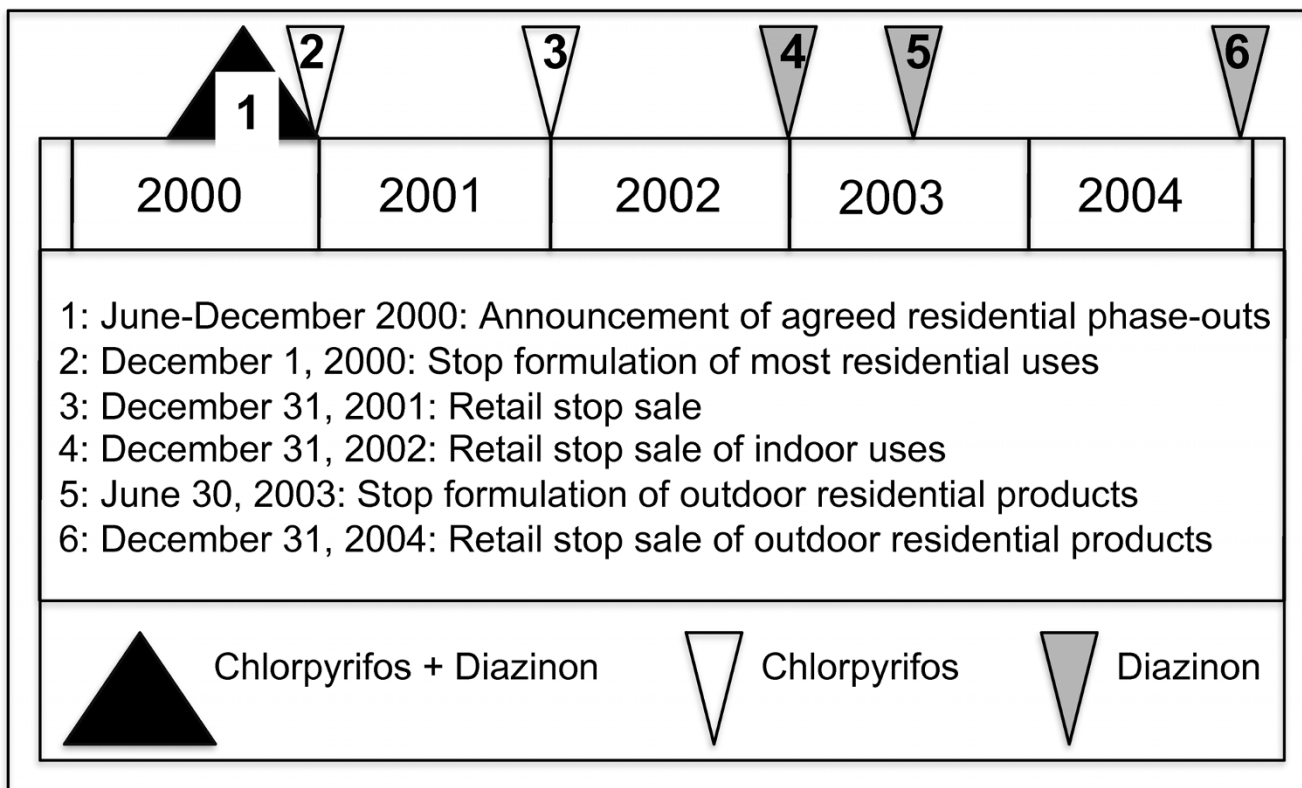 2 3 4 5 6
1
2000 2001 2002 2003 2004
1: June-December 2000: Announcement of agreed residential phase-outs
2: December 1, 2000: Stop formulation of most residential uses
3: December 31, 2001: Retail stop sale
4: December 31, 2002: Retail stop sale of indoor uses
5: June 30, 2003: Stop formulation of outdoor residential products
6: December 31, 2004: Retail stop sale of outdoor residential products
Chlorpyrifos + Diazinon Chlorpyrifos Diazinon